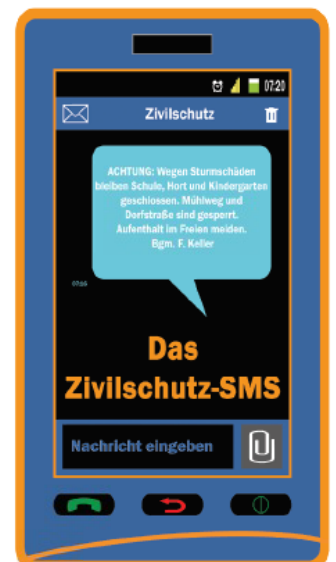 07:20
Zivilschutz
ACHTUNG: Wegen Sturmschäden
bleiben Schule, Hort und Kindergarten
geschlossen. Mühlweg und
Dorfstraße sind gesperrt.
Aufenthalt im Freien meiden.
Bgm. F. Keller
Das
Zivilschutz-SMS
Nachricht eingeben